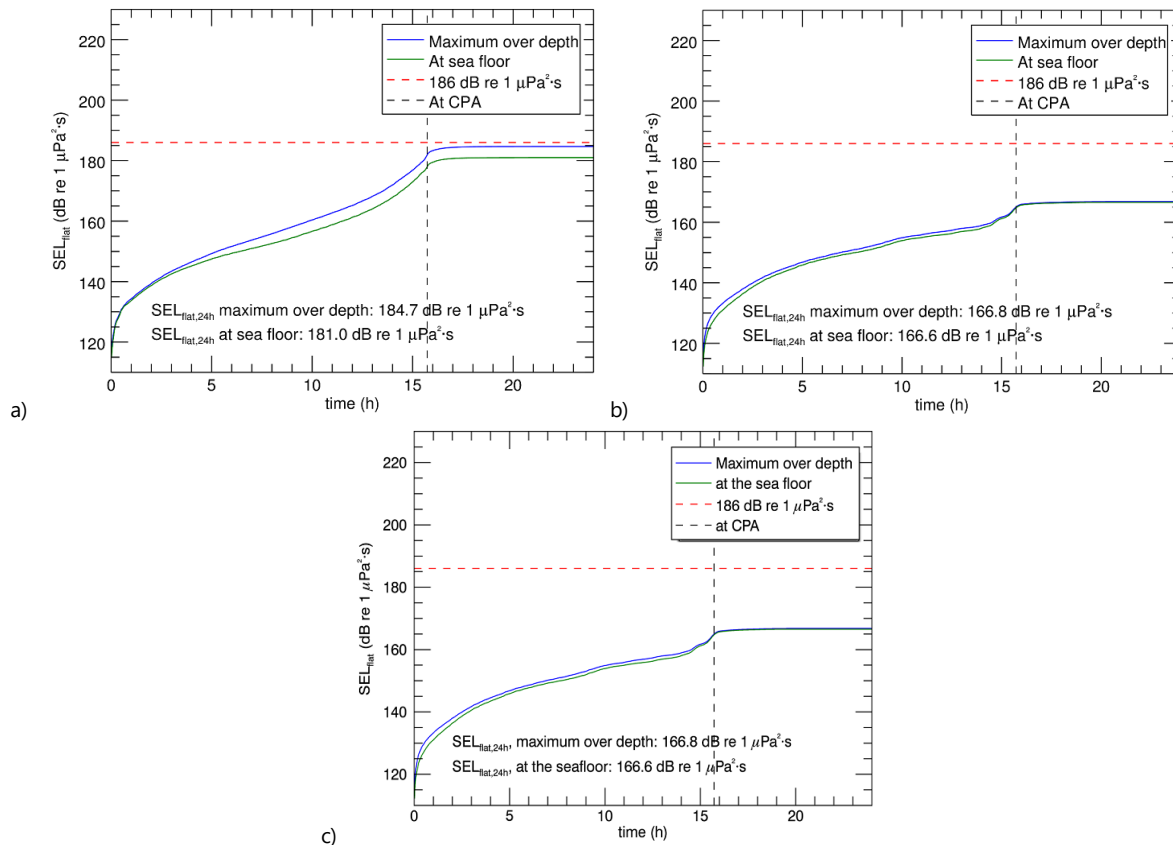 220
200
180
160
140
120
SEL_flat (dB re 1 μPa²·s)
Maximum over depth
At sea floor
186 dB re 1 μPa²·s
At CPA
SEL_flat,24h maximum over depth: 184.7 dB re 1 μPa²·s
SEL_flat,24h at sea floor: 181.0 dB re 1 μPa²·s
0 5 10 15 20
time (h)
a)
220
200
180
160
140
120
SEL_flat (dB re 1 μPa²·s)
Maximum over depth
At sea floor
186 dB re 1 μPa²·s
At CPA
SEL_flat,24h maximum over depth: 166.8 dB re 1 μPa²·s
SEL_flat,24h at sea floor: 166.6 dB re 1 μPa²·s
0 5 10 15 20
time (h)
b)
220
200
180
160
140
120
SEL_flat (dB re 1 μPa²·s)
Maximum over depth
at the sea floor
186 dB re 1 μPa²·s
at CPA
SEL_flat,24h, maximum over depth: 166.8 dB re 1 μPa²·s
SEL_flat,24h, at the seafloor: 166.6 dB re 1 μPa²·s
0 5 10 15 20
time (h)
c)